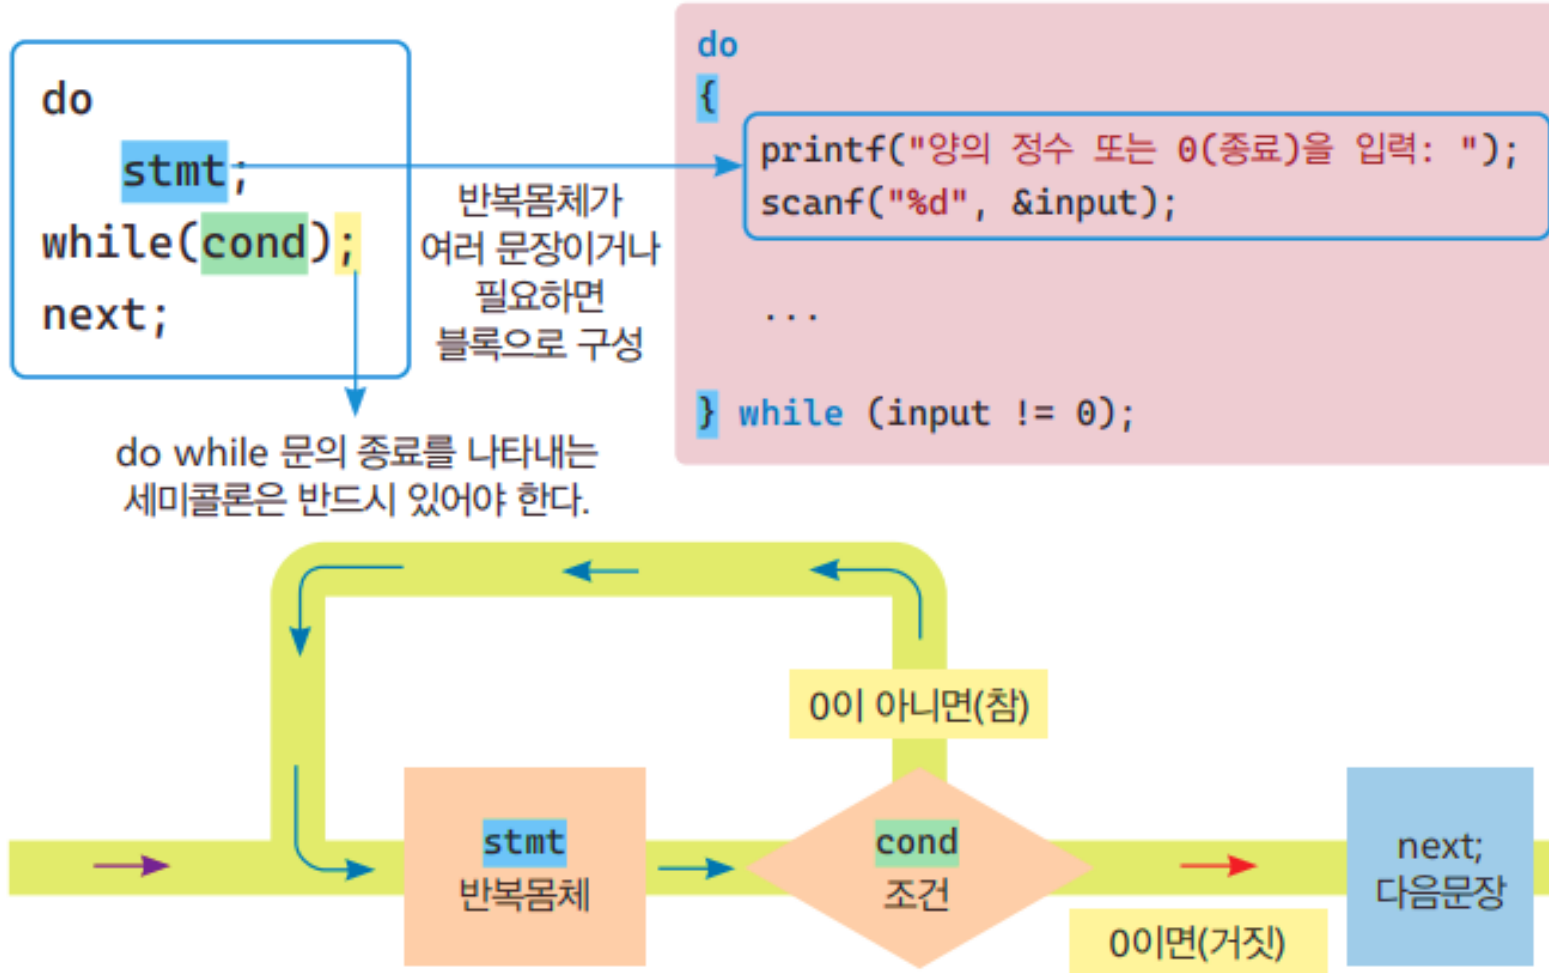 do
stmt;
while(cond);
next;
반복몸체가
여러 문장이거나
필요하면
블록으로 구성
do while 문의 종료를 나타내는
세미콜론은 반드시 있어야 한다.
do
{
printf("양의 정수 또는 0(종료)을 입력: ");
scanf("%d", &input);
...
} while (input != 0);
0이 아니면(참)
stmt
반복몸체
cond
조건
0이면(거짓)
next;
다음문장